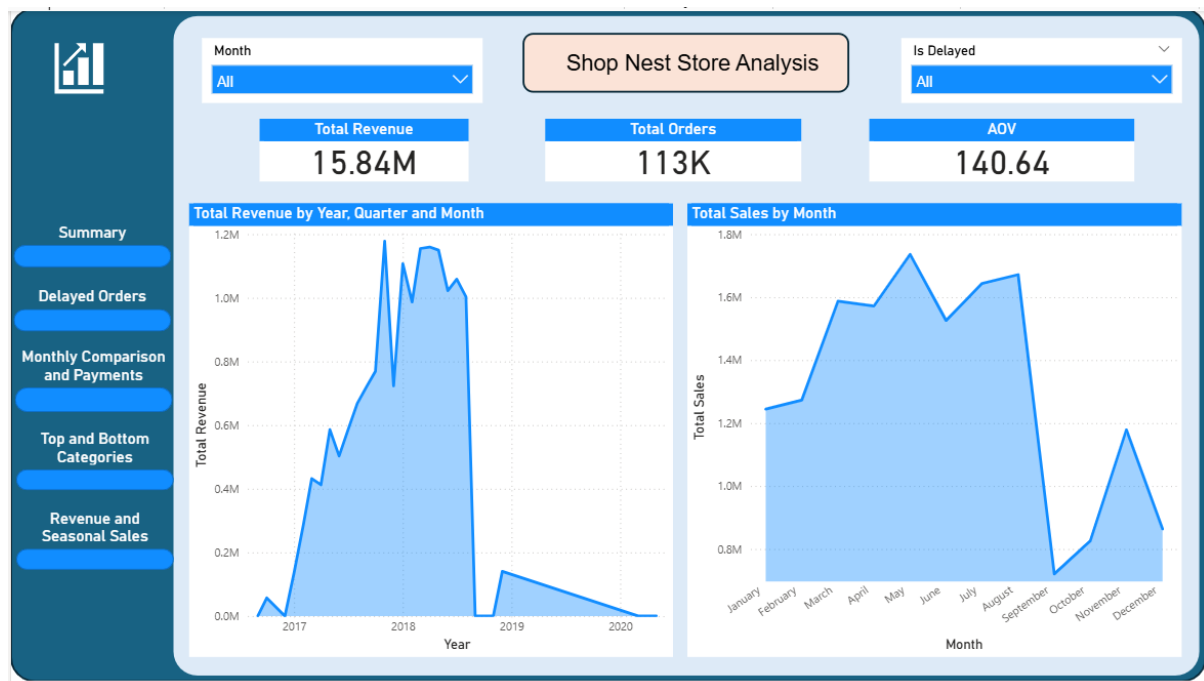 Month
All
Shop Nest Store Analysis
Is Delayed
All
Total Revenue
15.84M
Total Orders
113K
AOV
140.64
Summary
Delayed Orders
Monthly Comparison
and Payments
Top and Bottom
Categories
Revenue and
Seasonal Sales
Total Revenue by Year, Quarter and Month
Total Revenue
1.2M
1.0M
0.8M
0.6M
0.4M
0.2M
0.0M
2017
2018
2019
2020
Year
Total Sales by Month
Total Sales
1.8M
1.6M
1.4M
1.2M
1.0M
0.8M
January
February
March
April
May
June
July
August
September
October
November
December
Month